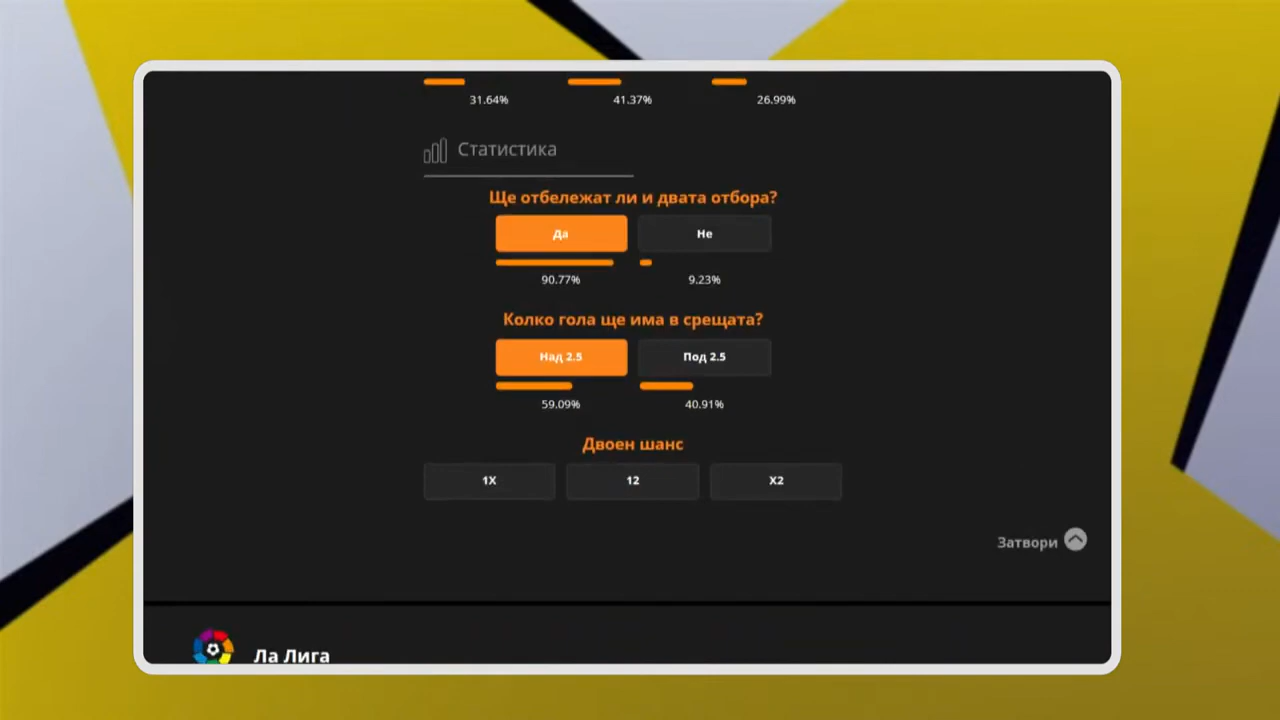 31.64% 41.37% 26.99%
Статистика
Ще отбележат ли и двата отбора?
Да Не
90.77% 9.23%
Колко гола ще има в срещата?
Над 2.5 Под 2.5
59.09% 40.91%
Двоен шанс
1X 12 X2
Затвори
Ла Лига